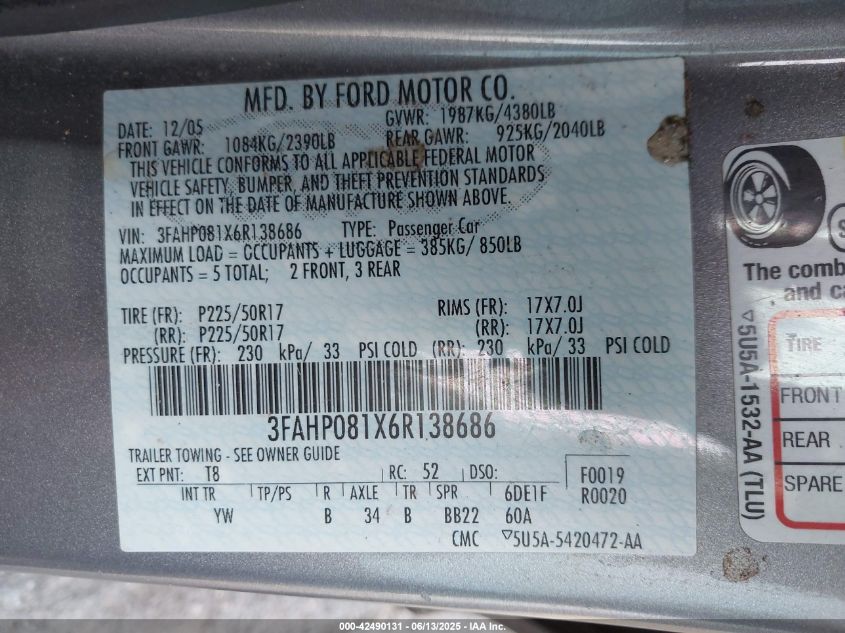 MFD. BY FORD MOTOR CO.
DATE: 12/05
GVWR: 1987KG/4380LB
FRONT GAWR: 1084KG/2390LB
REAR GAWR: 925KG/2040LB
THIS VEHICLE CONFORMS TO ALL APPLICABLE FEDERAL MOTOR
VEHICLE SAFETY, BUMPER, AND THEFT PREVENTION STANDARDS
IN EFFECT ON THE DATE OF MANUFACTURE SHOWN ABOVE.
VIN: 3FAHP081X6R138686 TYPE: Passenger Car
MAXIMUM LOAD = OCCUPANTS + LUGGAGE = 385KG/ 850LB
OCCUPANTS = 5 TOTAL; 2 FRONT, 3 REAR
TIRE (FR): P225/50R17 RIMS (FR): 17X7.0J
(RR): P225/50R17 (RR): 17X7.0J
PRESSURE (FR): 230 kPa/ 33 PSI COLD (RR): 230 kPa/ 33 PSI COLD
3FAHP081X6R138686
TRAILER TOWING - SEE OWNER GUIDE
EXT PNT: T8 RC: 52 DSO: F0019
R0020
INT TR TP/PS R AXLE TR SPR 6DE1F
YW B 34 B BB22 60A
CMC ▽5U5A-5420472-AA
The comb
and ca
▽5U5A-1532-AA (TLU)
TIRE
FRONT
REAR
SPARE
000-42490131 - 06/13/2025 - IAA Inc.